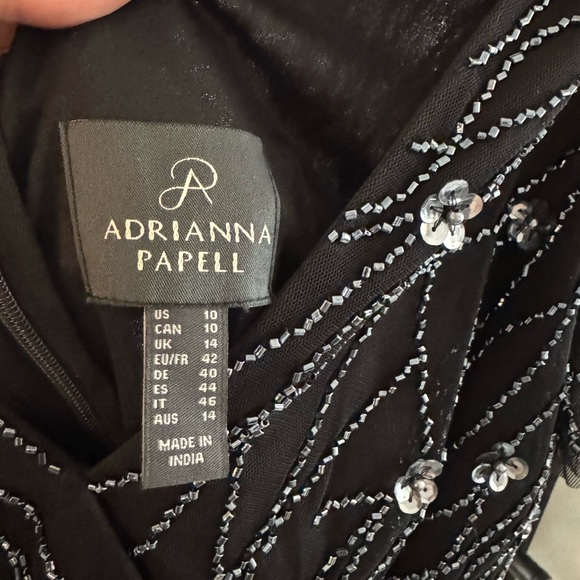 ADRIANNA
PAPELL
US 10
CAN 10
UK 14
EU/FR 42
DE 40
ES 44
IT 46
AUS 14
MADE IN
INDIA